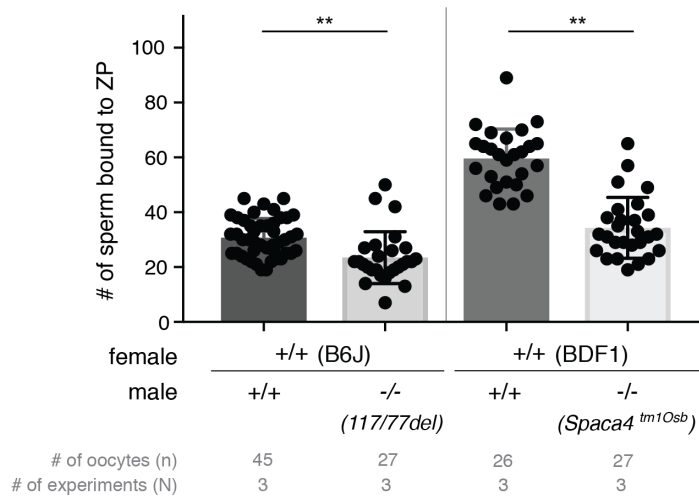 ** **
# of sperm bound to ZP
100
80
60
40
20
0
female +/+ (B6J) +/+ (BDF1)
male +/+ -/- +/+ -/-
(117/77del) (Spaca4 tm1Osb)
# of oocytes (n) 45 27 26 27
# of experiments (N) 3 3 3 3